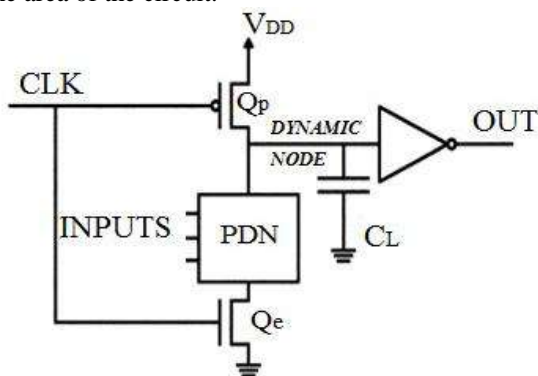 e area of the circuit.
VDD
CLK
Qp
DYNAMIC
OUT
NODE
INPUTS
PDN
CL
Qe